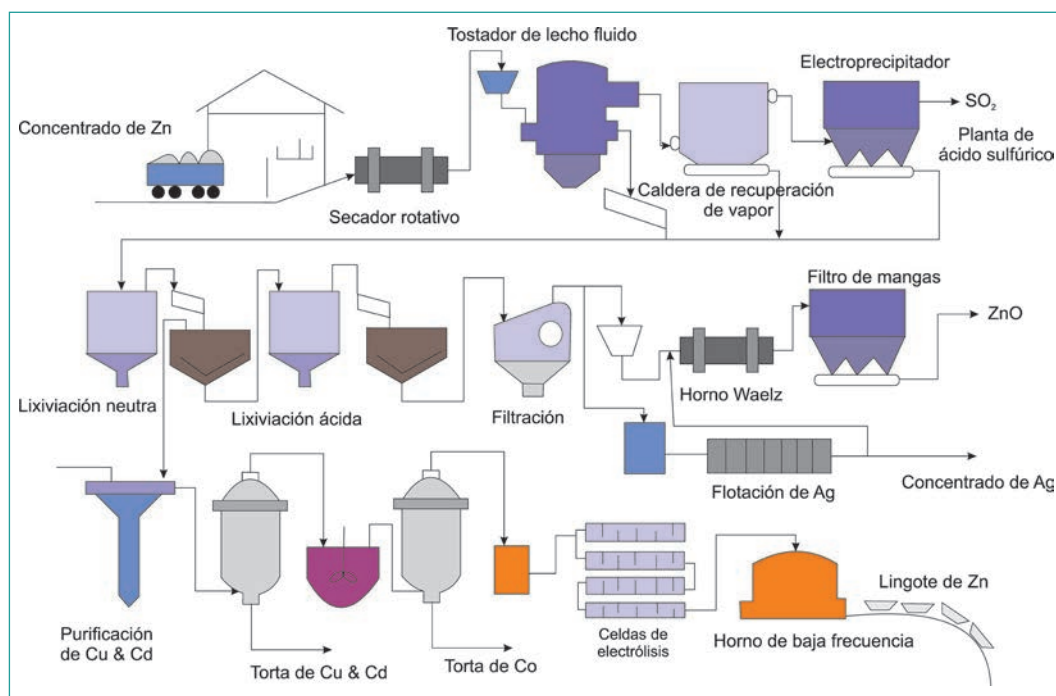 Tostador de lecho fluido
Electroprecipitador
SO₂
Concentrado de Zn
Planta de
ácido sulfúrico
Caldera de recuperación
de vapor
Secador rotativo
Filtro de mangas
ZnO
Lixiviación neutra
Lixiviación ácida
Filtración
Horno Waelz
Flotación de Ag
Concentrado de Ag
Lingote de Zn
Purificación
de Cu & Cd
Torta de Cu & Cd
Torta de Co
Celdas de
electrólisis
Horno de baja frecuencia